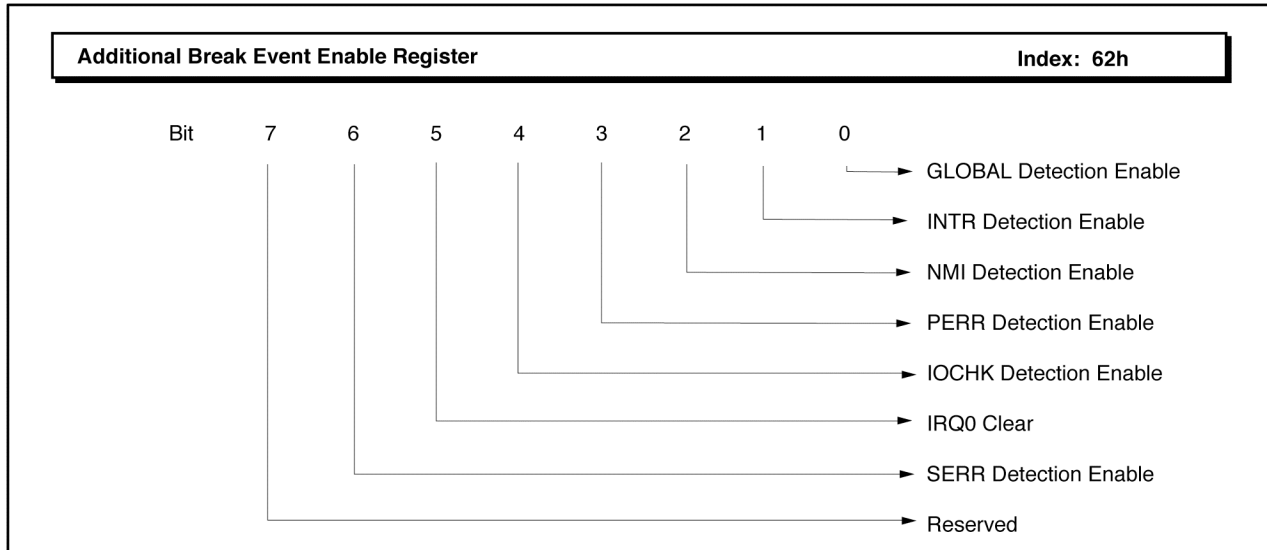 Additional Break Event Enable Register Index: 62h
Bit 7 6 5 4 3 2 1 0
GLOBAL Detection Enable
INTR Detection Enable
NMI Detection Enable
PERR Detection Enable
IOCHK Detection Enable
IRQ0 Clear
SERR Detection Enable
Reserved